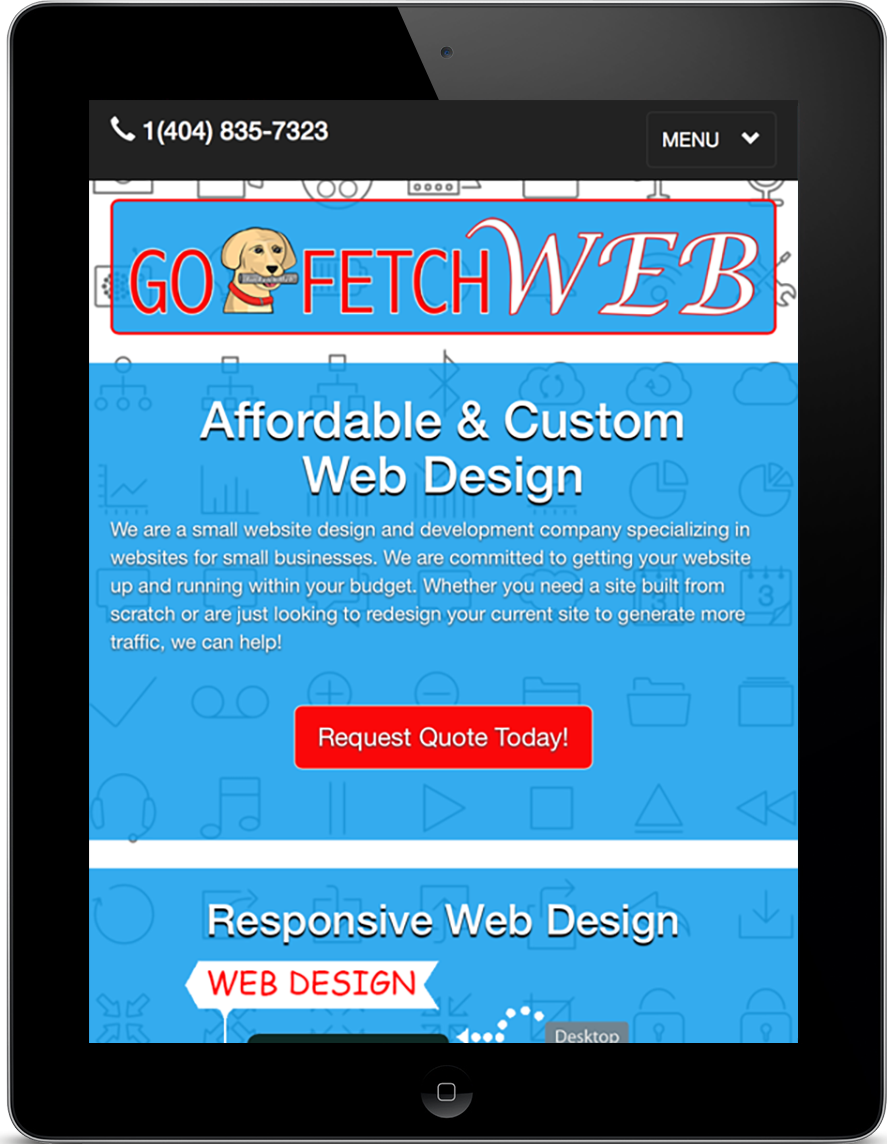 1(404) 835-7323
MENU
GO FETCH WEB
Affordable & Custom
Web Design
We are a small website design and development company specializing in
websites for small businesses. We are committed to getting your website
up and running within your budget. Whether you need a site built from
scratch or are just looking to redesign your current site to generate more
traffic, we can help!
3
3
Request Quote Today!
Responsive Web Design
WEB DESIGN
Desktop